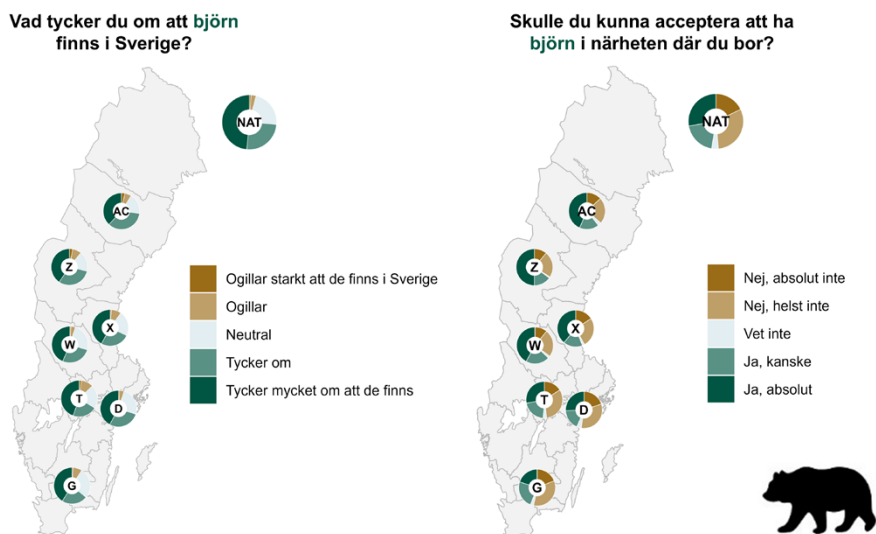 Vad tycker du om att björn
finns i Sverige?
NAT
AC
Z
X
W
T
D
G
Ogillar starkt att de finns i Sverige
Ogillar
Neutral
Tycker om
Tycker mycket om att de finns
Skulle du kunna acceptera att ha
björn i närheten där du bor?
NAT
AC
Z
X
W
T
D
G
Nej, absolut inte
Nej, helst inte
Vet inte
Ja, kanske
Ja, absolut